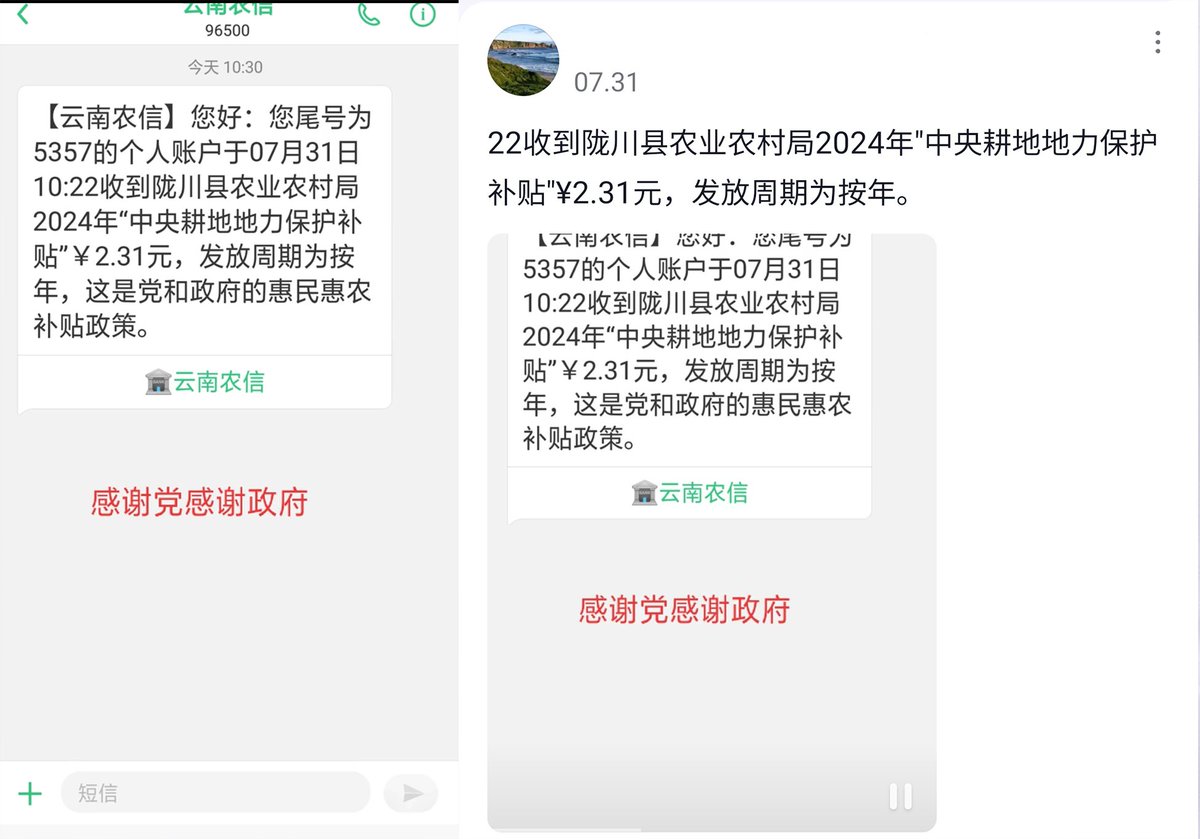 云南农信
96500
今天 10:30
【云南农信】您好：您尾号为
5357的个人账户于07月31日
10:22收到陇川县农业农村局
2024年“中央耕地地力保护补
贴”￥2.31元，发放周期为按
年，这是党和政府的惠民惠农
补贴政策。
云南农信
感谢党感谢政府
短信
07.31
22收到陇川县农业农村局2024年"中央耕地地力保护
补贴"¥2.31元，发放周期为按年。
【云南农信】您好：您尾号为
5357的个人账户于07月31日
10:22收到陇川县农业农村局
2024年“中央耕地地力保护补
贴”￥2.31元，发放周期为按
年，这是党和政府的惠民惠农
补贴政策。
云南农信
感谢党感谢政府